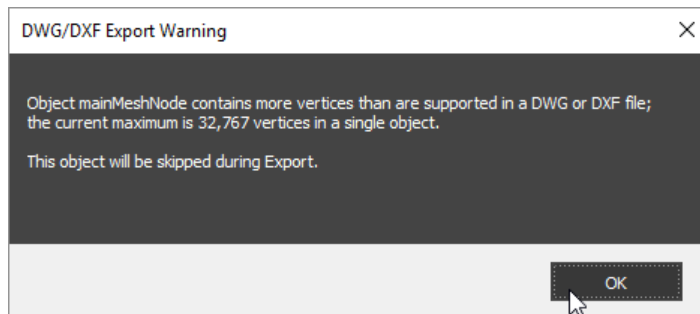 DWG/DXF Export Warning
Object mainMeshNode contains more vertices than are supported in a DWG or DXF file;
the current maximum is 32,767 vertices in a single object.
This object will be skipped during Export.
OK